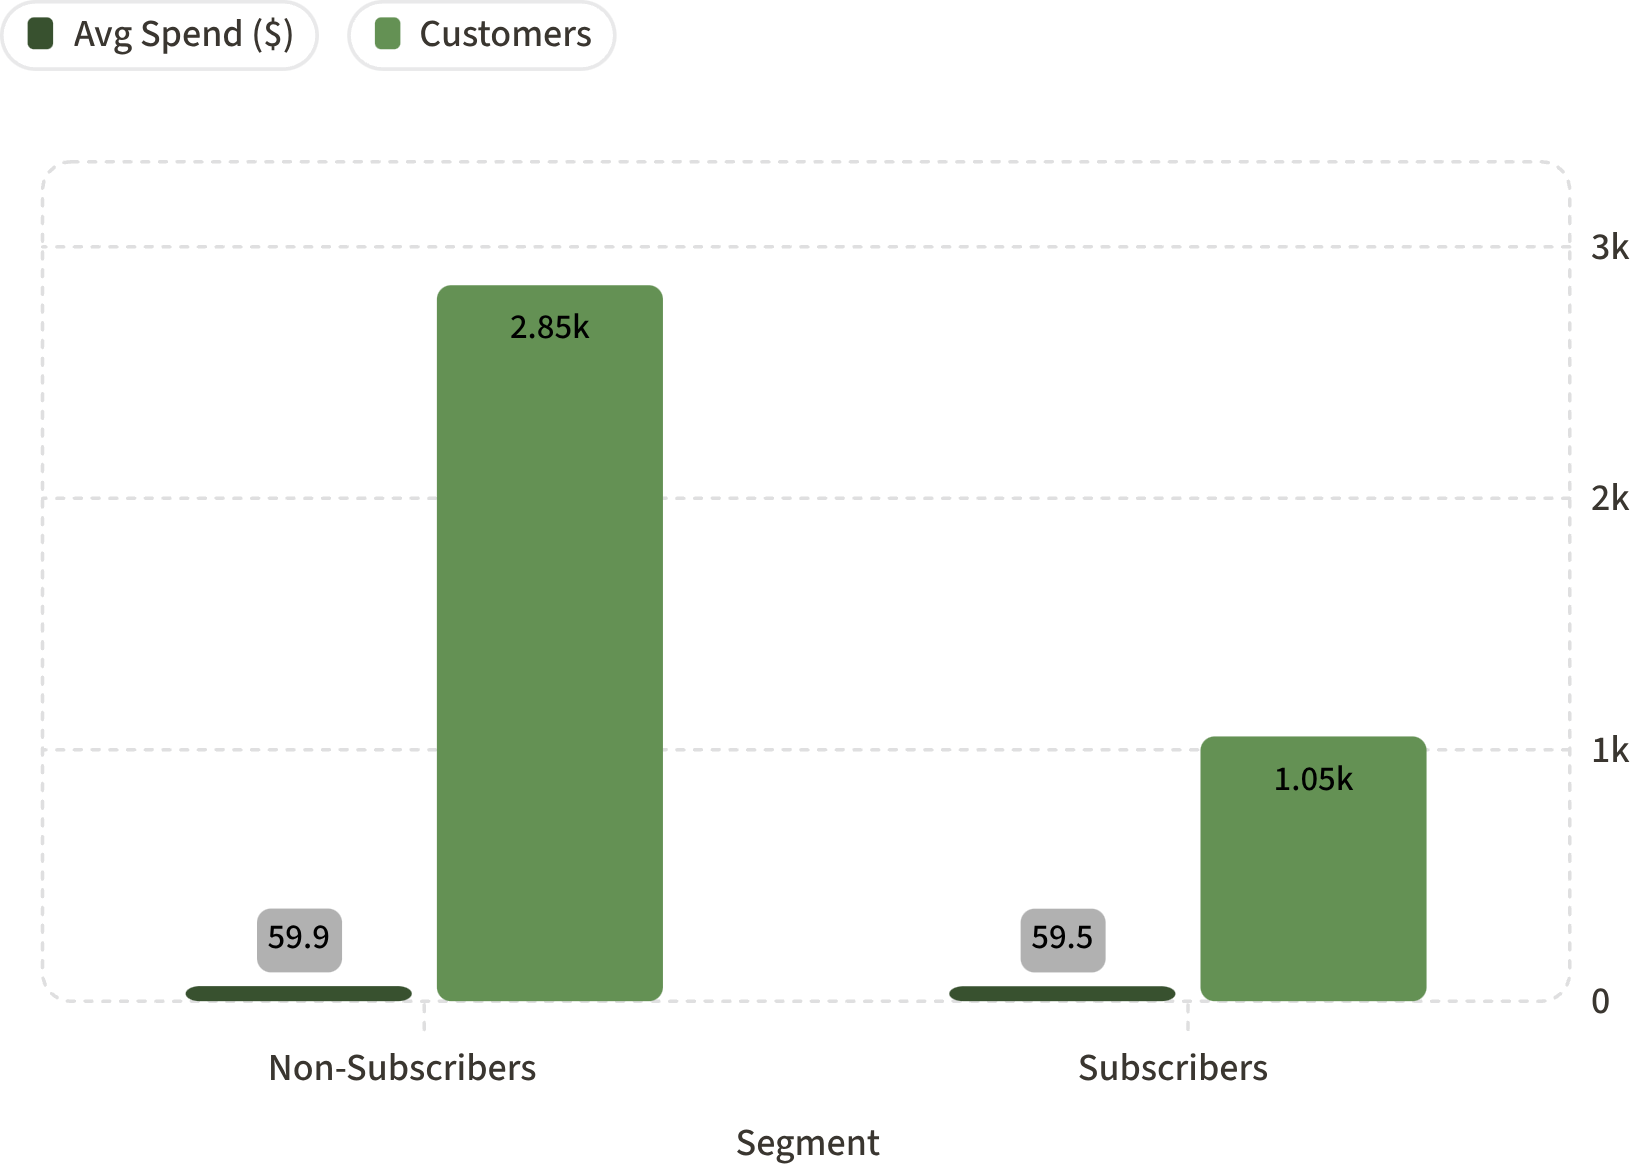 Avg Spend ($)
Customers
3k
2k
1k
0
2.85k
1.05k
59.9
59.5
Non-Subscribers
Subscribers
Segment